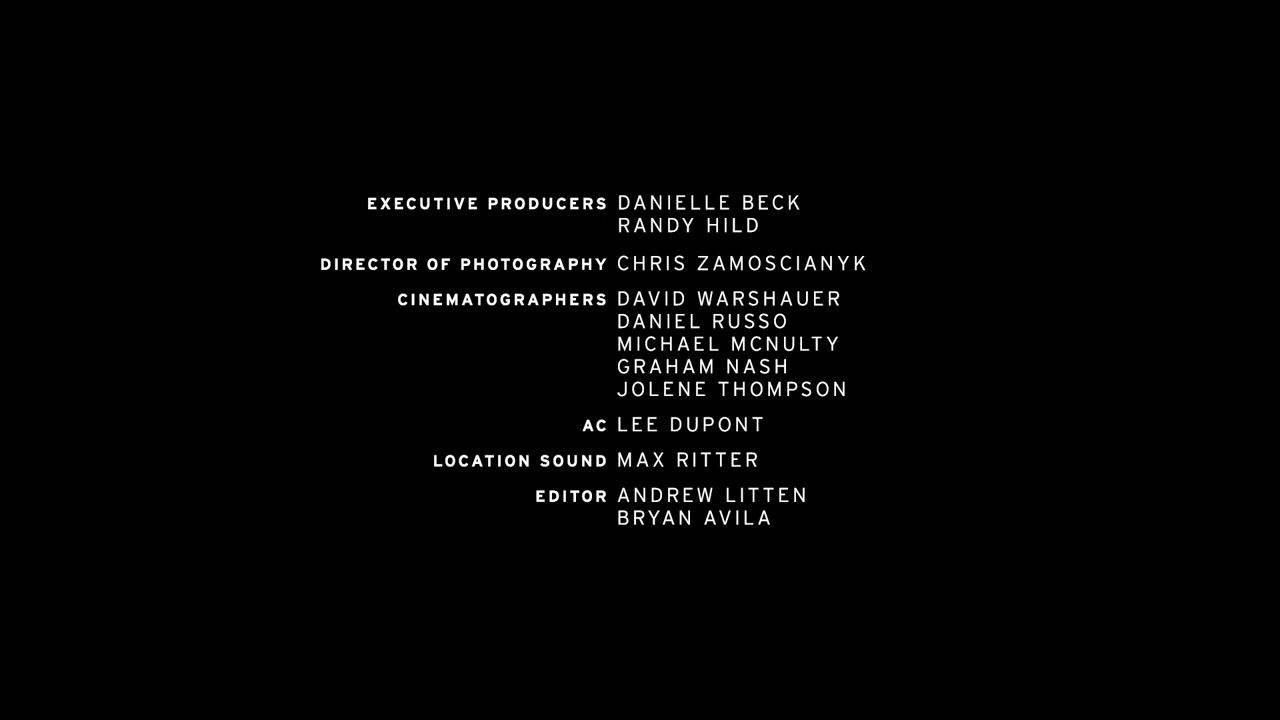 EXECUTIVE PRODUCERS DANIELLE BECK
RANDY HILD
DIRECTOR OF PHOTOGRAPHY CHRIS ZAMOSCIANYK
CINEMATOGRAPHERS DAVID WARSHAUER
DANIEL RUSSO
MICHAEL MCNULTY
GRAHAM NASH
JOLENE THOMPSON
AC LEE DUPONT
LOCATION SOUND MAX RITTER
EDITOR ANDREW LITTEN
BRYAN AVILA